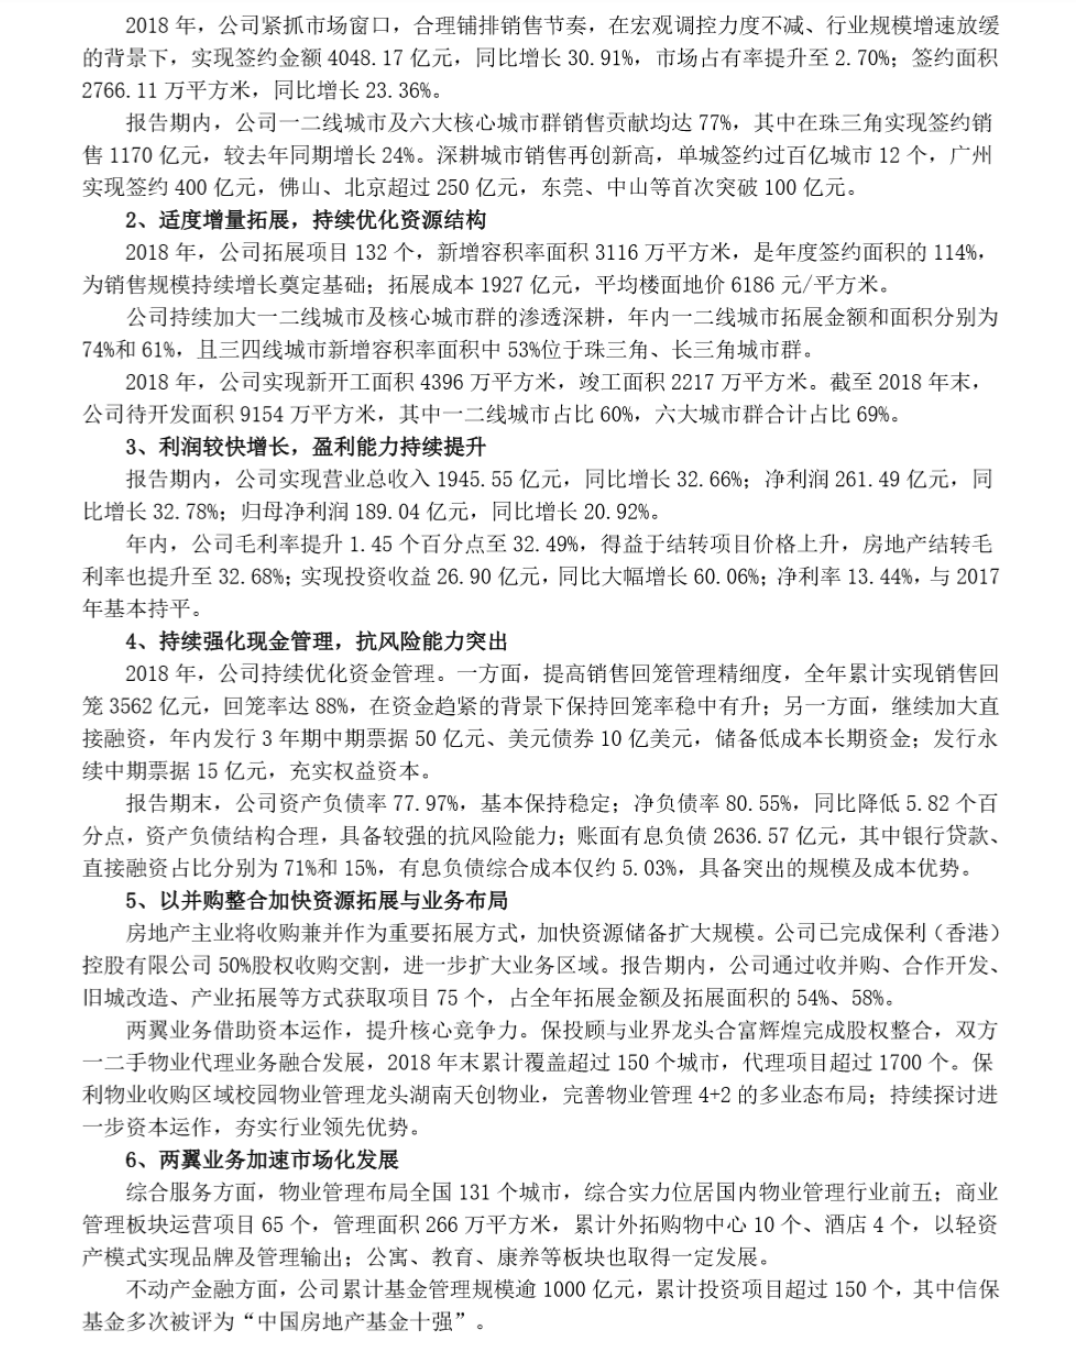 2018 年，公司紧抓市场窗口，合理铺排销售节奏，在宏观调控力度不减、行业规模增速放缓
的背景下，实现签约金额 4048.17 亿元，同比增长 30.91%，市场占有率提升至 2.70%；签约面积
2766.11 万平方米，同比增长 23.36%。
报告期内，公司一二线城市及六大核心城市群销售贡献均达 77%，其中在珠三角实现签约销
售 1170 亿元，较去年同期增长 24%。深耕城市销售再创新高，单城签约过百亿城市 12 个，广州
实现签约 400 亿元，佛山、北京超过 250 亿元，东莞、中山等首次突破 100 亿元。
2、适度增量拓展，持续优化资源结构
2018 年，公司拓展项目 132 个，新增容积率面积 3116 万平方米，是年度签约面积的 114%，
为销售规模持续增长奠定基础；拓展成本 1927 亿元，平均楼面地价 6186 元/平方米。
公司持续加大一二线城市及核心城市群的渗透深耕，年内一二线城市拓展金额和面积分别为
74%和 61%，且三四线城市新增容积率面积中 53%位于珠三角、长三角城市群。
2018 年，公司实现新开工面积 4396 万平方米，竣工面积 2217 万平方米。截至 2018 年末，
公司待开发面积 9154 万平方米，其中一二线城市占比 60%，六大城市群合计占比 69%。
3、利润较快增长，盈利能力持续提升
报告期内，公司实现营业总收入 1945.55 亿元，同比增长 32.66%；净利润 261.49 亿元，同
比增长 32.78%；归母净利润 189.04 亿元，同比增长 20.92%。
年内，公司毛利率提升 1.45 个百分点至 32.49%，得益于结转项目价格上升，房地产结转毛
利率也提升至 32.68%；实现投资收益 26.90 亿元，同比大幅增长 60.06%；净利率 13.44%，与 2017
年基本持平。
4、持续强化现金管理，抗风险能力突出
2018 年，公司持续优化资金管理。一方面，提高销售回笼管理精细度，全年累计实现销售回
笼 3562 亿元，回笼率达 88%，在资金趋紧的背景下保持回笼率稳中有升；另一方面，继续加大直
接融资，年内发行 3 年期中期票据 50 亿元、美元债券 10 亿美元，储备低成本长期资金；发行永
续中期票据 15 亿元，充实权益资本。
报告期末，公司资产负债率 77.97%，基本保持稳定；净负债率 80.55%，同比降低 5.82 个百
分点，资产负债结构合理，具备较强的抗风险能力；账面有息负债 2636.57 亿元，其中银行贷款、
直接融资占比分别为 71%和 15%，有息负债综合成本仅约 5.03%，具备突出的规模及成本优势。
5、以并购整合加快资源拓展与业务布局
房地产主业将收购兼并作为重要拓展方式，加快资源储备扩大规模。公司已完成保利（香港）
控股有限公司 50%股权收购交割，进一步扩大业务区域。报告期内，公司通过收并购、合作开发、
旧城改造、产业拓展等方式获取项目 75 个，占全年拓展金额及拓展面积的 54%、58%。
两翼业务借助资本运作，提升核心竞争力。保投顾与业界龙头合富辉煌完成股权整合，双方
一二手物业代理业务融合发展，2018 年末累计覆盖超过 150 个城市，代理项目超过 1700 个。保
利物业收购区域校园物业管理龙头湖南天创物业，完善物业管理 4+2 的多业态布局；持续探讨进
一步资本运作，夯实行业领先优势。
6、两翼业务加速市场化发展
综合服务方面，物业管理布局全国 131 个城市，综合实力位居国内物业管理行业前五；商业
管理板块运营项目 65 个，管理面积 266 万平方米，累计外拓购物中心 10 个、酒店 4 个，以轻资
产模式实现品牌及管理输出；公寓、教育、康养等板块也取得一定发展。
不动产金融方面，公司累计基金管理规模逾 1000 亿元，累计投资项目超过 150 个，其中信保
基金多次被评为“中国房地产基金十强”。